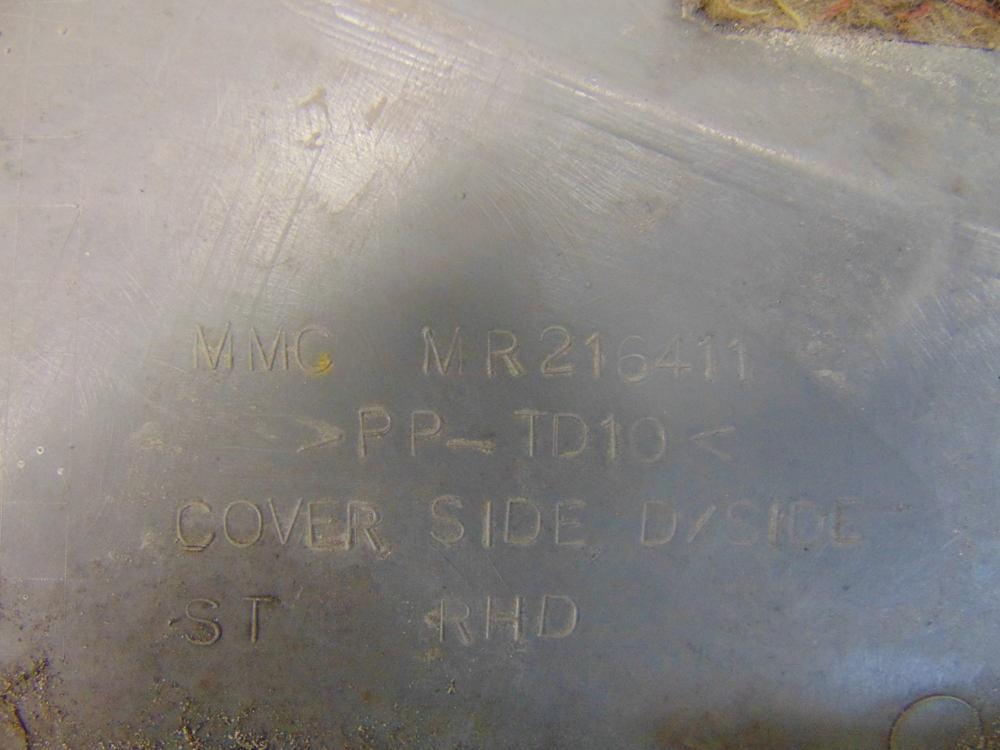 MMC MR216411
>PP-TD10<
COVER SIDE D/SIDE
ST RHD